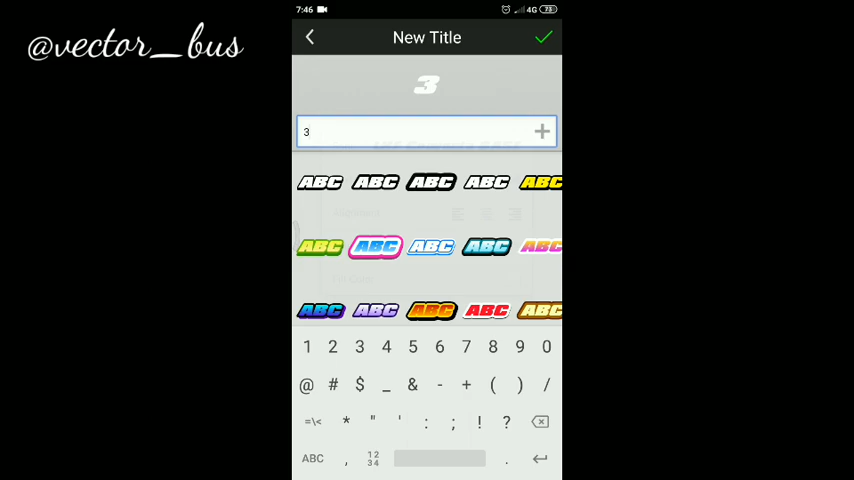 @vector_bus
7:46 4G 73
New Title
3
3
ABC ABC ABC ABC ABC
ABC ABC ABC ABC ABC
ABC ABC ABC ABC ABC
1 2 3 4 5 6 7 8 9 0
@ # $ _ & - + ( ) /
=\< * " ' : ; ! ?
ABC , 12 34 .